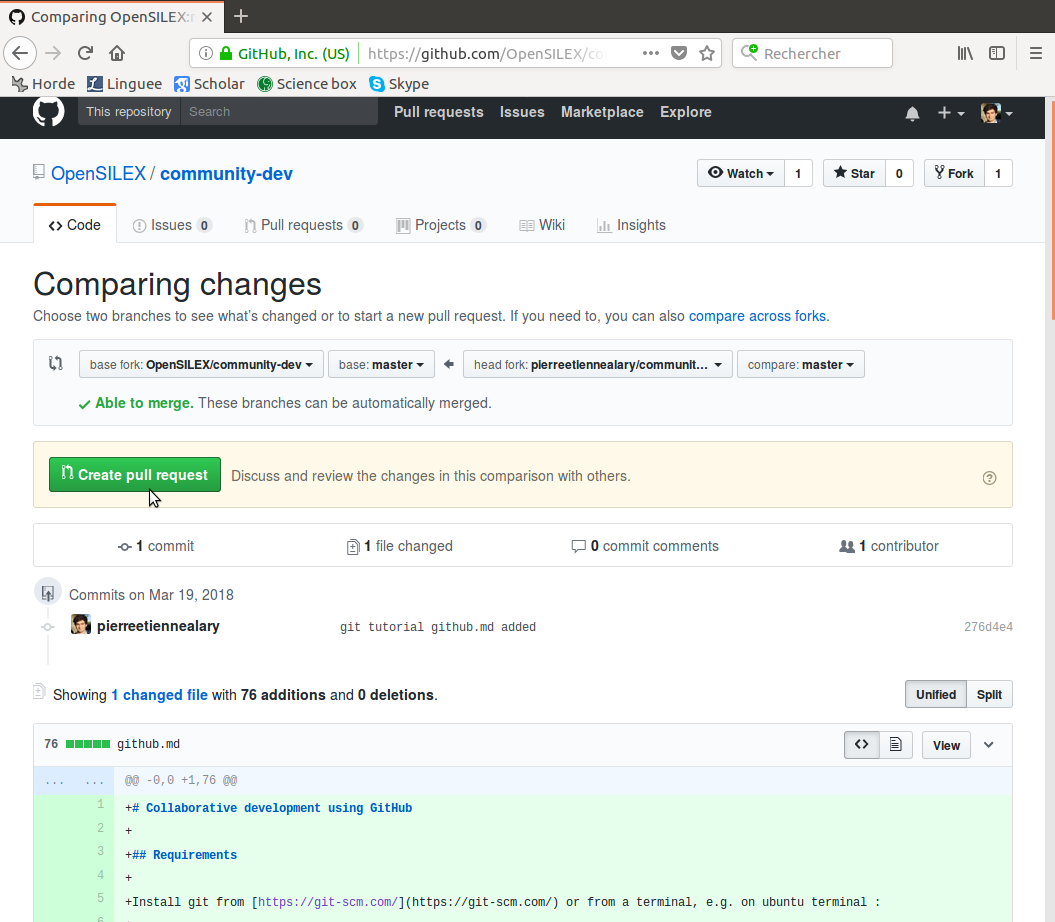 Comparing OpenSILEX:
GitHub, Inc. (US) https://github.com/OpenSILEX/co Rechercher
Horde Linguee Scholar Science box Skype
This repository Search Pull requests Issues Marketplace Explore
OpenSILEX / community-dev Watch 1 Star 0 Fork 1
Code Issues 0 Pull requests 0 Projects 0 Wiki Insights
Comparing changes
Choose two branches to see what's changed or to start a new pull request. If you need to, you can also compare across forks.
base fork: OpenSILEX/community-dev base: master head fork: pierreetiennealary/communit... compare: master
Able to merge. These branches can be automatically merged.
Create pull request Discuss and review the changes in this comparison with others.
1 commit 1 file changed 0 commit comments 1 contributor
Commits on Mar 19, 2018
pierreetiennealary git tutorial github.md added 276d4e4
Showing 1 changed file with 76 additions and 0 deletions. Unified Split
76 github.md <> View
... ... @@ -0,0 +1,76 @@
1 +# Collaborative development using GitHub
2 +
3 +## Requirements
4 +
5 +Install git from [https://git-scm.com/](https://git-scm.com/) or from a terminal, e.g. on ubuntu terminal :
6